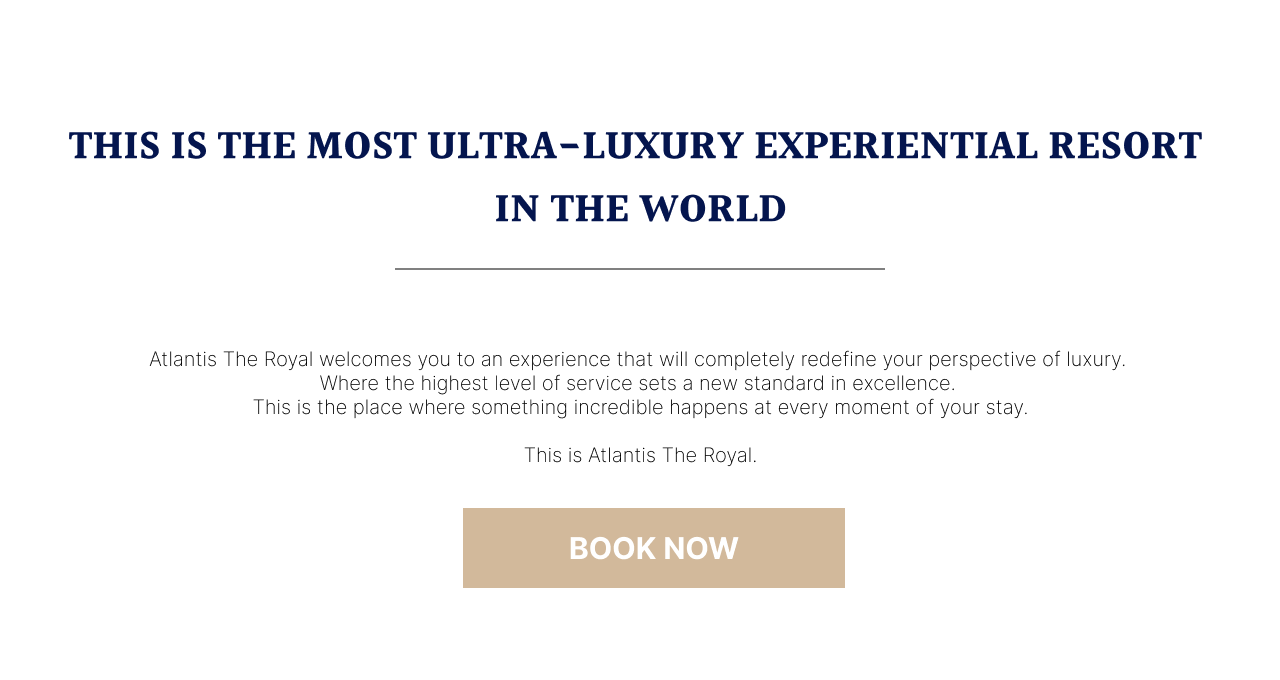 THIS IS THE MOST ULTRA-LUXURY EXPERIENTIAL RESORT
IN THE WORLD
Atlantis The Royal welcomes you to an experience that will completely redefine your perspective of luxury.
Where the highest level of service sets a new standard in excellence.
This is the place where something incredible happens at every moment of your stay.
This is Atlantis The Royal.
BOOK NOW